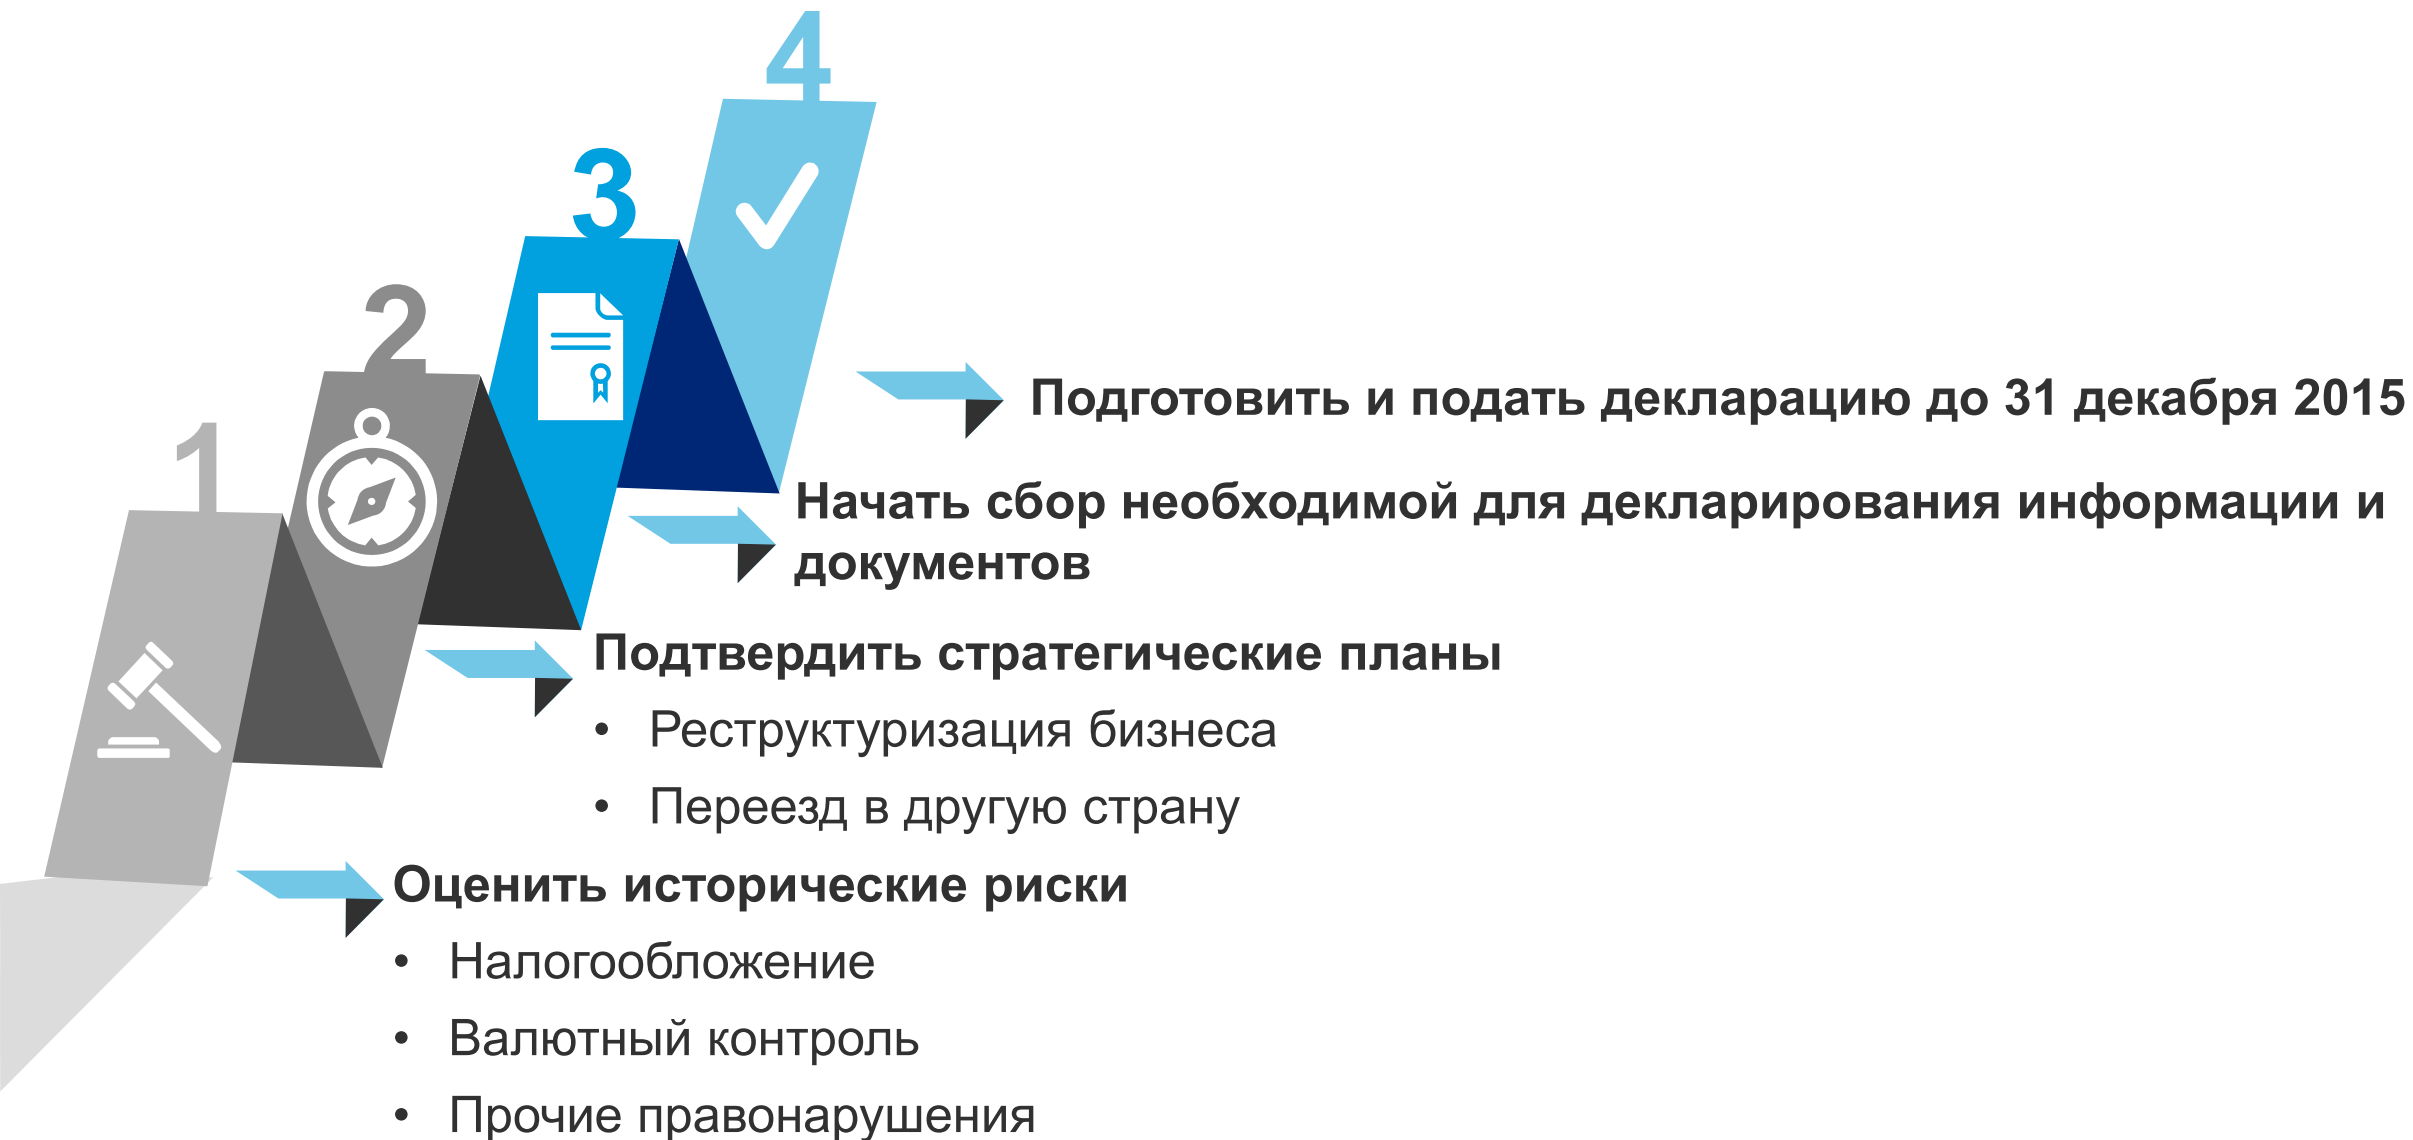 4
3
2
1
Подготовить и подать декларацию до 31 декабря 2015
Начать сбор необходимой для декларирования информации и
документов
Подтвердить стратегические планы
• Реструктуризация бизнеса
• Переезд в другую страну
Оценить исторические риски
• Налогообложение
• Валютный контроль
• Прочие правонарушения